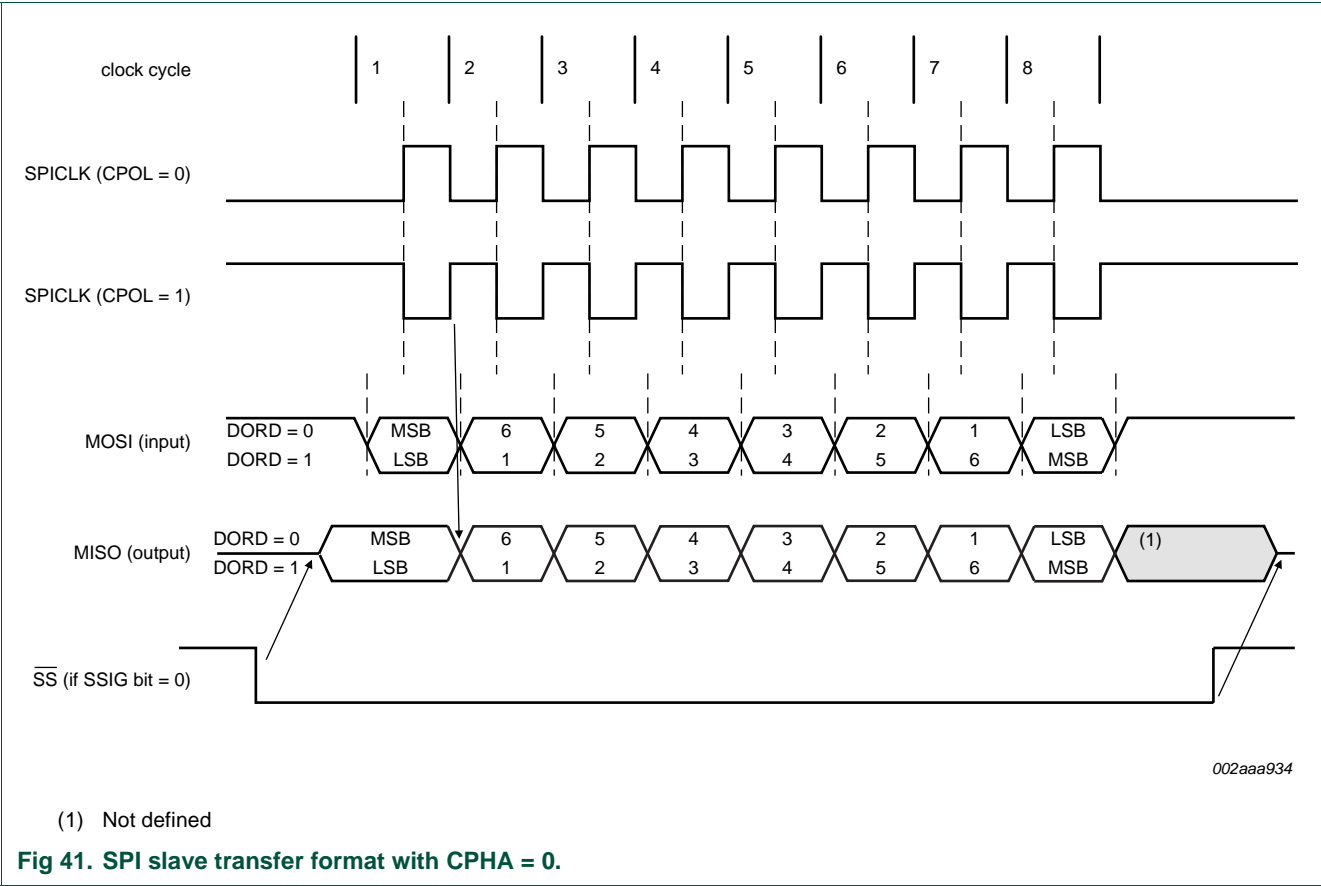 clock cycle 1 2 3 4 5 6 7 8
SPICLK (CPOL = 0)
SPICLK (CPOL = 1)
MOSI (input) DORD = 0 MSB 6 5 4 3 2 1 LSB
DORD = 1 LSB 1 2 3 4 5 6 MSB
MISO (output) DORD = 0 MSB 6 5 4 3 2 1 LSB (1)
DORD = 1 LSB 1 2 3 4 5 6 MSB
SS (if SSIG bit = 0)
002aaa934
(1) Not defined
Fig 41. SPI slave transfer format with CPHA = 0.